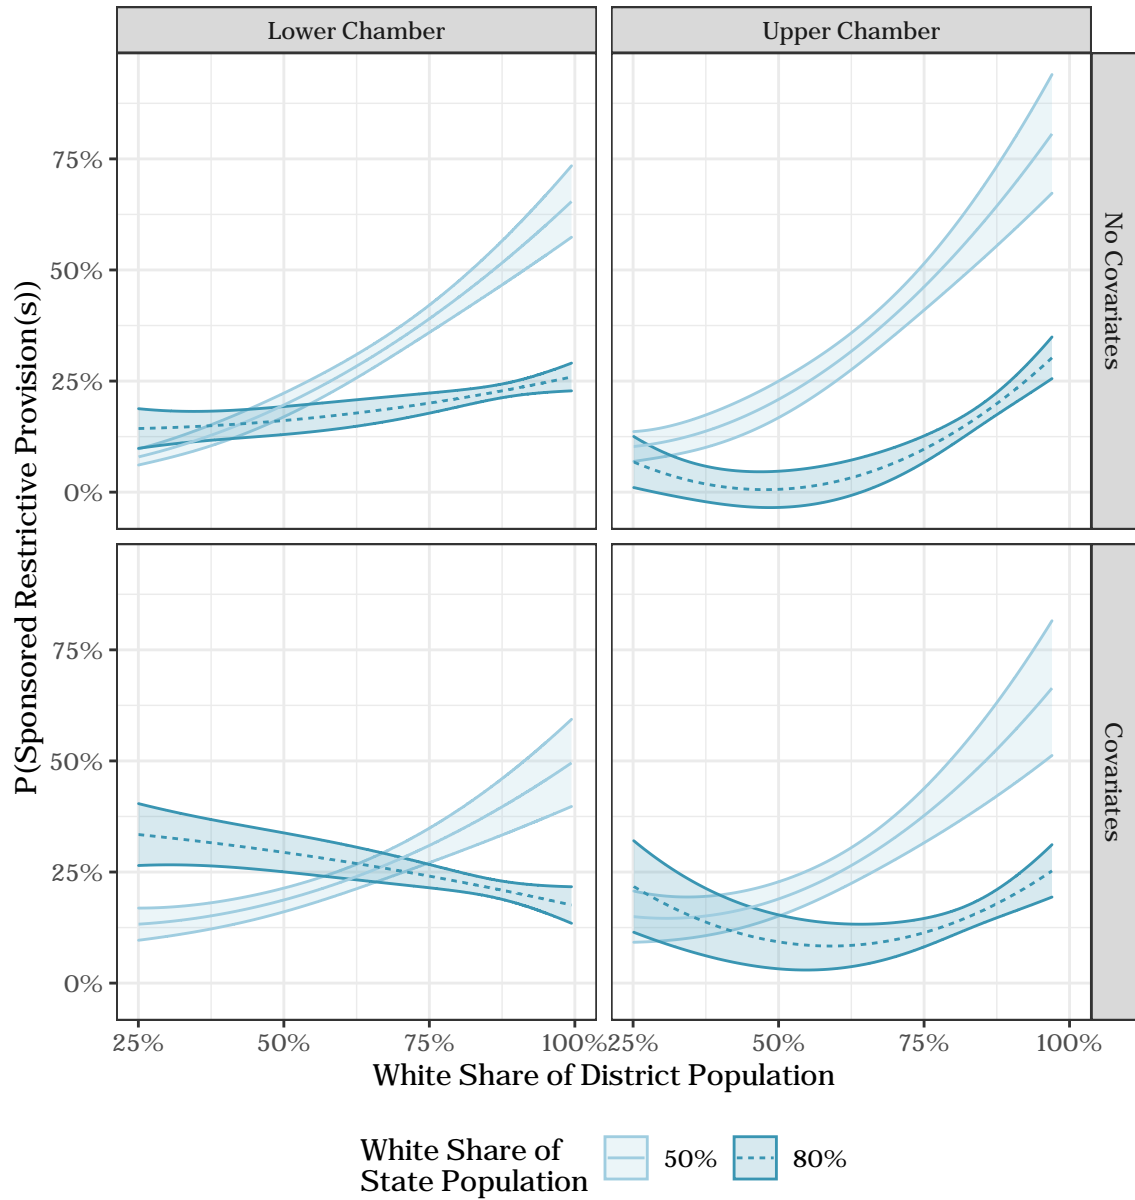 Lower Chamber
Upper Chamber
P(Sponsored Restrictive Provision(s))
75%
50%
25%
0%
No Covariates
75%
50%
25%
0%
Covariates
25%
50%
75%
100%
25%
50%
75%
100%
White Share of District Population
White Share of
State Population
50%
80%